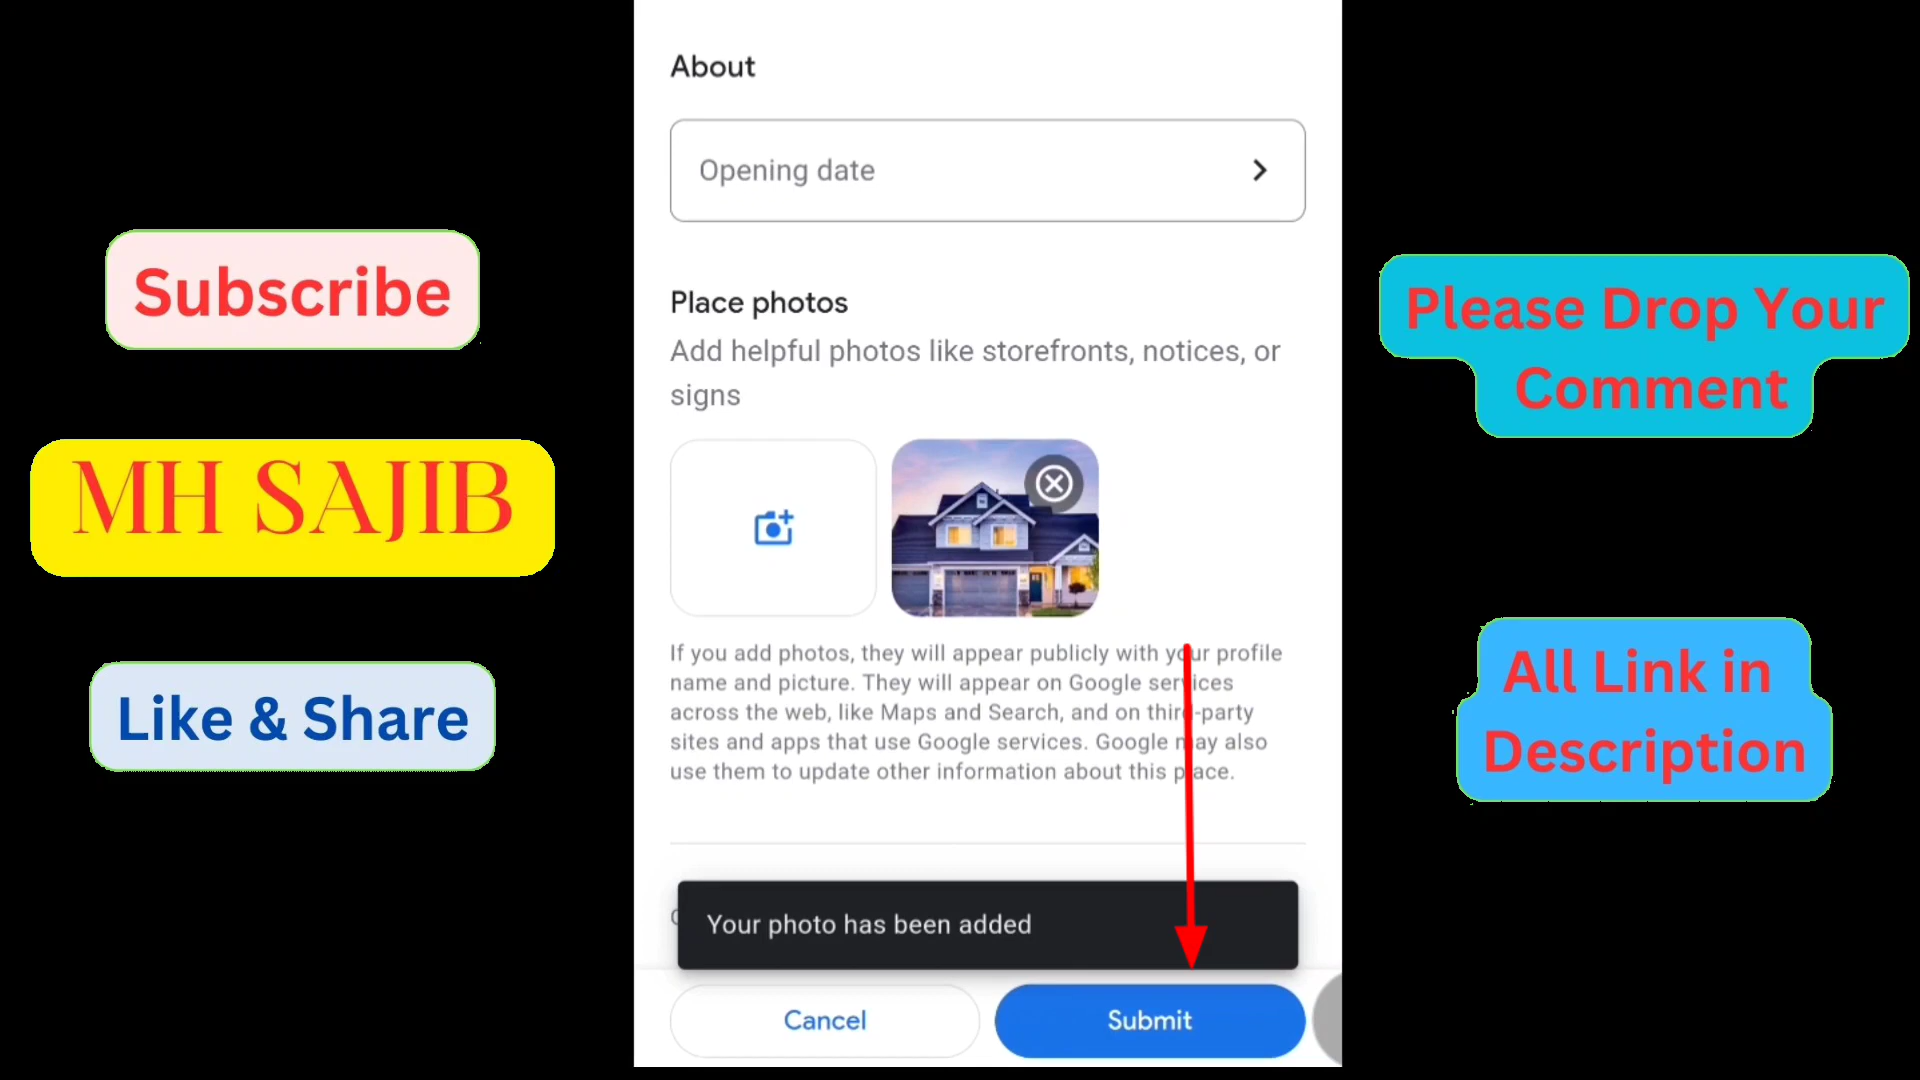 Subscribe
MH SAJIB
Like & Share
About
Opening date
Place photos
Add helpful photos like storefronts, notices, or
signs
If you add photos, they will appear publicly with your profile
name and picture. They will appear on Google services
across the web, like Maps and Search, and on third-party
sites and apps that use Google services. Google may also
use them to update other information about this place.
Your photo has been added
Cancel
Submit
Please Drop Your
Comment
All Link in
Description